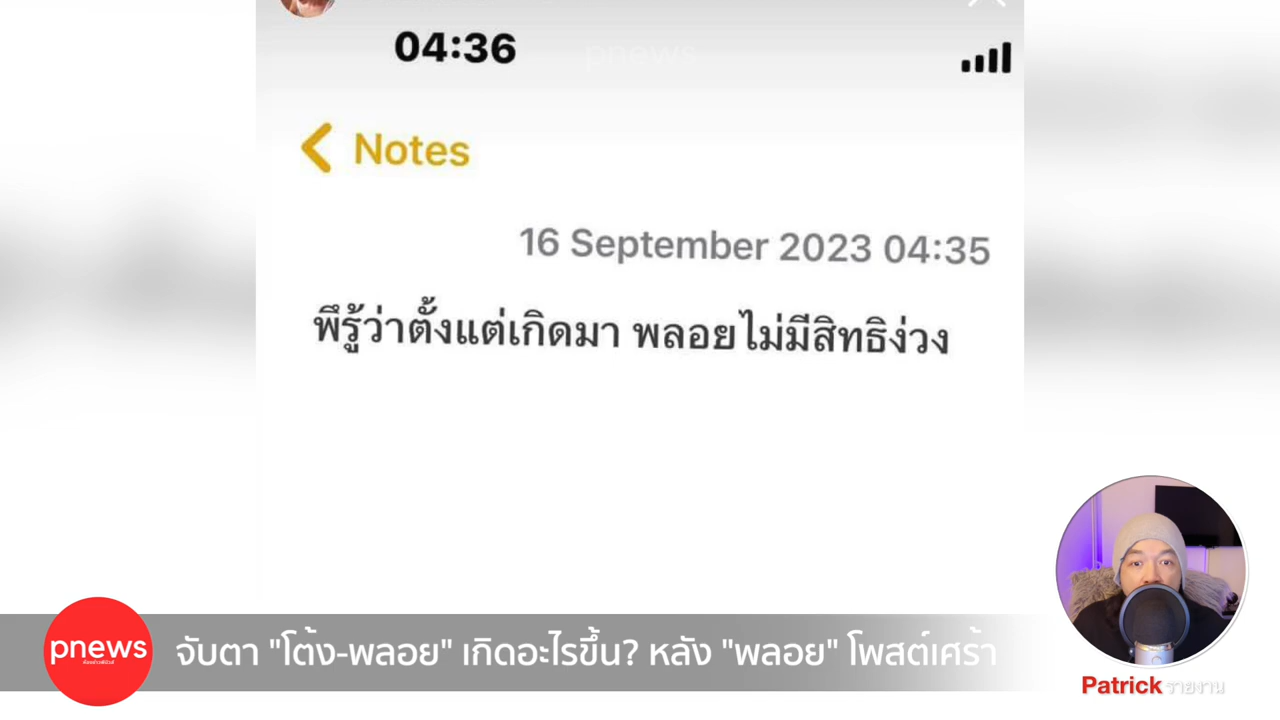 04:36
pnews
Notes
16 September 2023 04:35
พึรู้ว่าตั้งแต่เกิดมา พลอยไม่มีสิทธิง่วง
pnews
จับตา "โต้ง-พลอย" เกิดอะไรขึ้น? หลัง "พลอย" โพสต์เศร้า
Patrick รายงาน